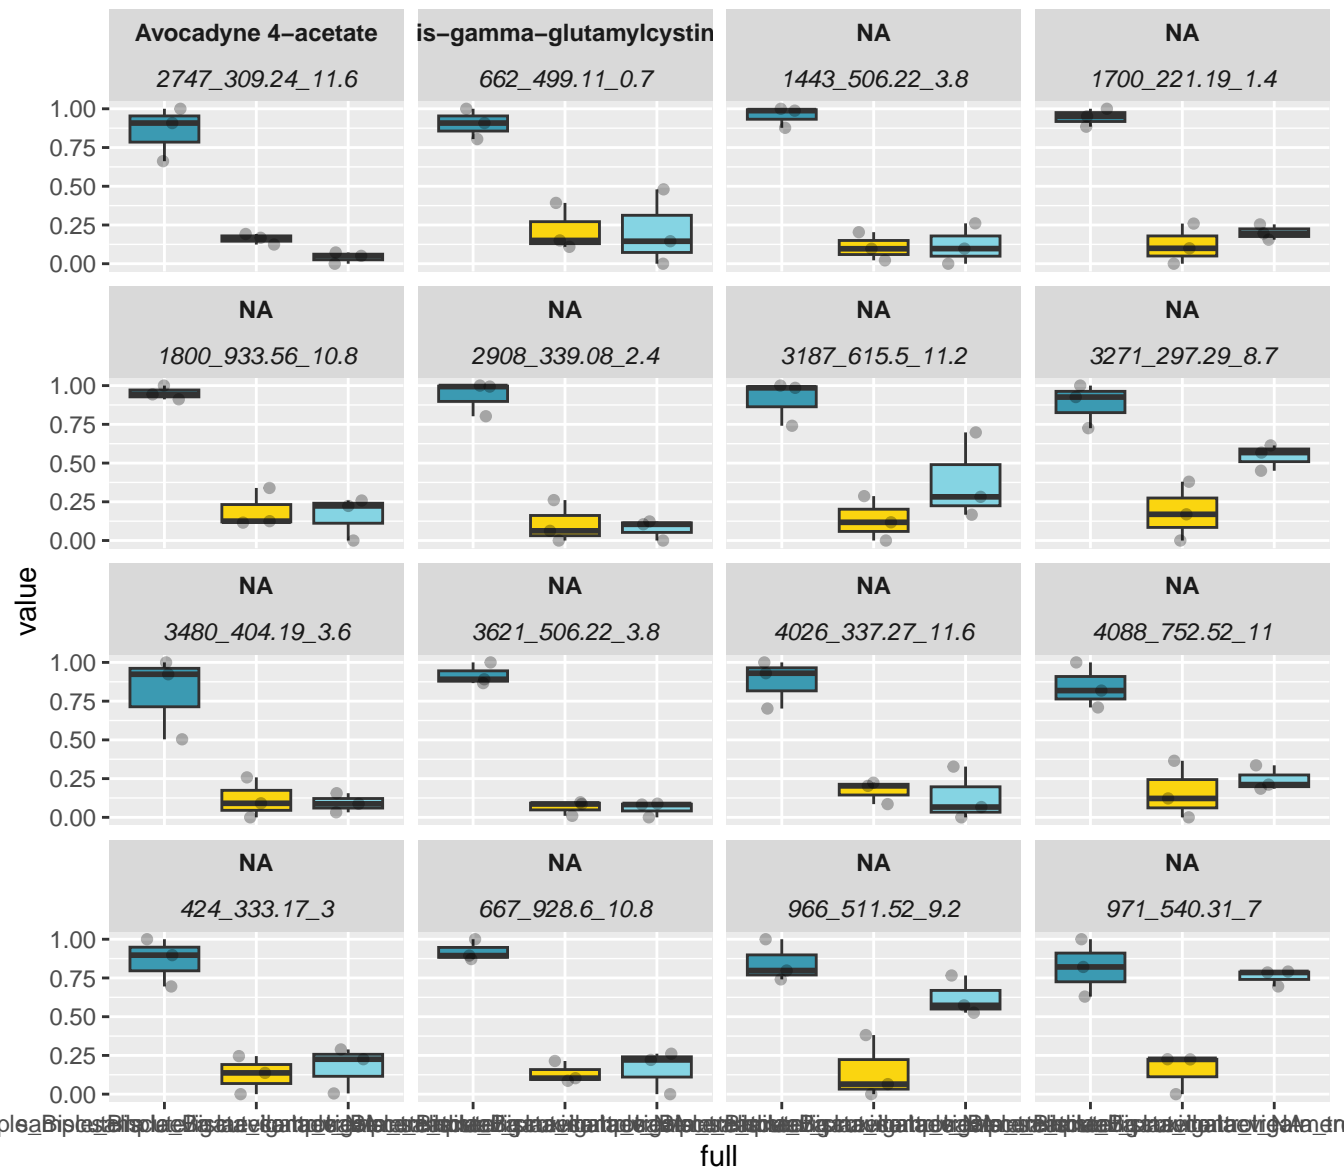 Avocadyne 4−acetate is−gamma−glutamylcystin NA NA
2747_309.24_11.6 662_499.11_0.7 1443_506.22_3.8 1700_221.19_1.4
1.00
0.75
0.50
0.25
0.00
NA NA NA NA
1800_933.56_10.8 2908_339.08_2.4 3187_615.5_11.2 3271_297.29_8.7
1.00
0.75
0.50
0.25
0.00
value
NA NA NA NA
3480_404.19_3.6 3621_506.22_3.8 4026_337.27_11.6 4088_752.52_11
1.00
0.75
0.50
0.25
0.00
NA NA NA NA
424_333.17_3 667_928.6_10.8 966_511.52_9.2 971_540.31_7
1.00
0.75
0.50
0.25
0.00
full